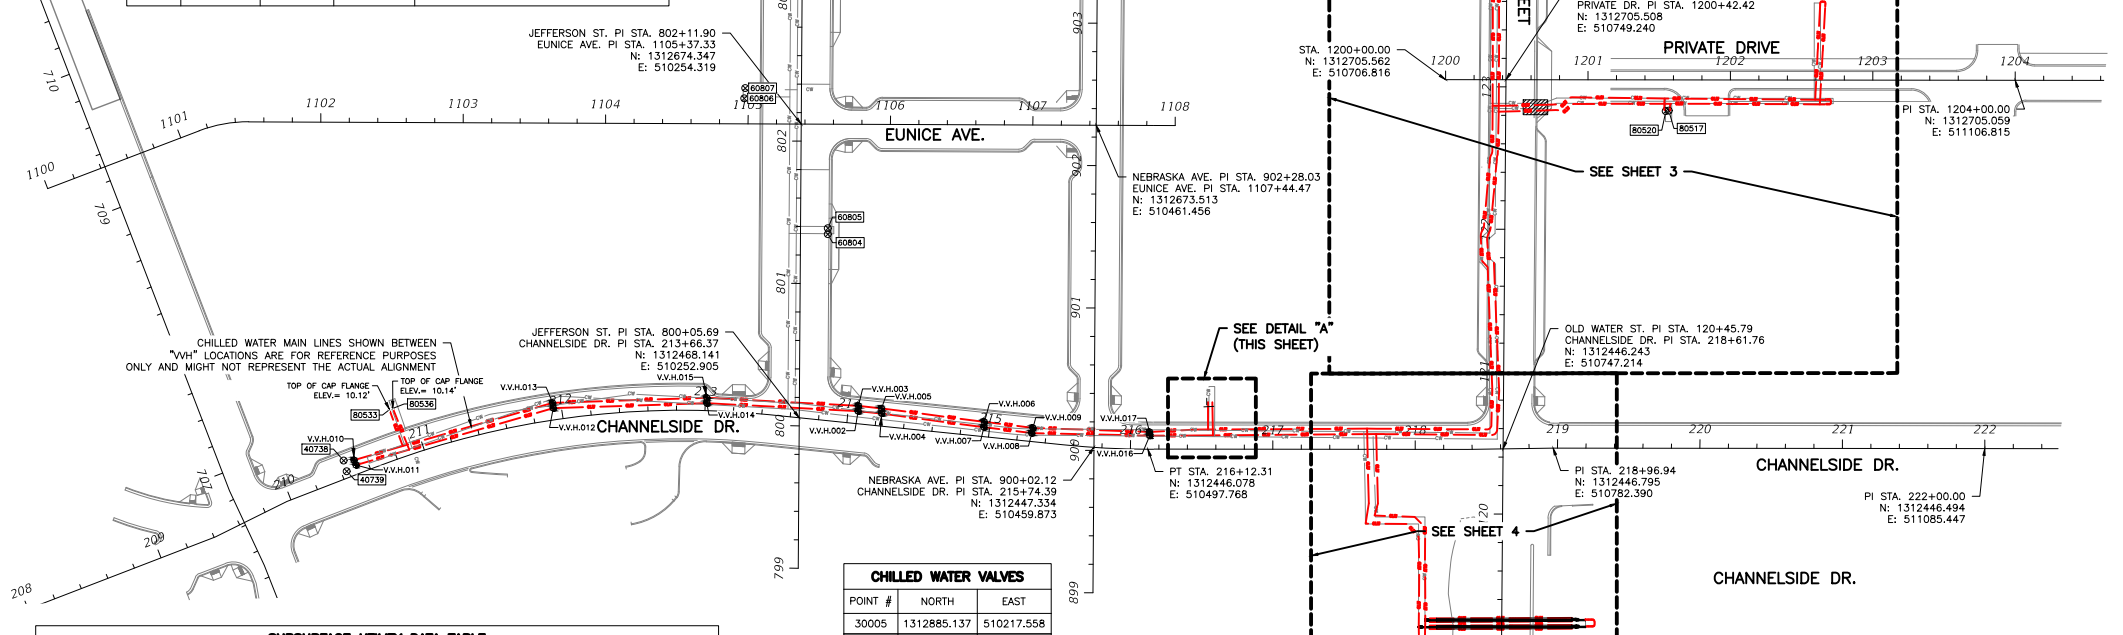 JEFFERSON ST. PI STA. 802+11.90
EUNICE AVE. PI STA. 1105+37.33
N: 1312674.347
E: 510254.319
60807
60806
903
STA. 1200+00.00
N: 1312705.562
E: 510706.816
PRIVATE DR. PI STA. 1200+42.42
N: 1312705.508
E: 510749.240
PRIVATE DRIVE
1200
1201
1202
1203
1204
PI STA. 1204+00.00
N: 1312705.059
E: 511106.815
80520
80517
710
1100
1101
1102
1103
1104
1106
1107
1108
EUNICE AVE.
802
902
709
NEBRASKA AVE. PI STA. 902+28.03
EUNICE AVE. PI STA. 1107+44.47
N: 1312673.513
E: 510461.456
SEE SHEET 3
60805
60804
801
901
CHILLED WATER MAIN LINES SHOWN BETWEEN
"VVH" LOCATIONS ARE FOR REFERENCE PURPOSES
ONLY AND MIGHT NOT REPRESENT THE ACTUAL ALIGNMENT
JEFFERSON ST. PI STA. 800+05.69
CHANNELSIDE DR. PI STA. 213+66.37
N: 1312468.141
E: 510252.905
SEE DETAIL "A"
(THIS SHEET)
OLD WATER ST. PI STA. 120+45.79
CHANNELSIDE DR. PI STA. 218+61.76
N: 1312446.243
E: 510747.214
TOP OF CAP FLANGE
ELEV.= 10.12'
TOP OF CAP FLANGE
ELEV.= 10.14'
80533
80536
V.V.H.013
V.V.H.015
V.V.H.012
V.V.H.014
V.V.H.003
V.V.H.005
V.V.H.006
V.V.H.009
V.V.H.017
V.V.H.002
V.V.H.004
V.V.H.007
V.V.H.008
V.V.H.016
V.V.H.010
V.V.H.011
40738
40739
CHANNELSIDE DR.
211
800
900
217
218
219
220
221
222
707
210
209
208
NEBRASKA AVE. PI STA. 900+02.12
CHANNELSIDE DR. PI STA. 215+74.39
N: 1312447.334
E: 510459.873
PT STA. 216+12.31
N: 1312446.078
E: 510497.768
PI STA. 218+96.94
N: 1312446.795
E: 510782.390
CHANNELSIDE DR.
PI STA. 222+00.00
N: 1312446.494
E: 511085.447
120
SEE SHEET 4
799
899
CHANNELSIDE DR.
CHILLED WATER VALVES
POINT # NORTH EAST
30005 1312885.137 510217.558